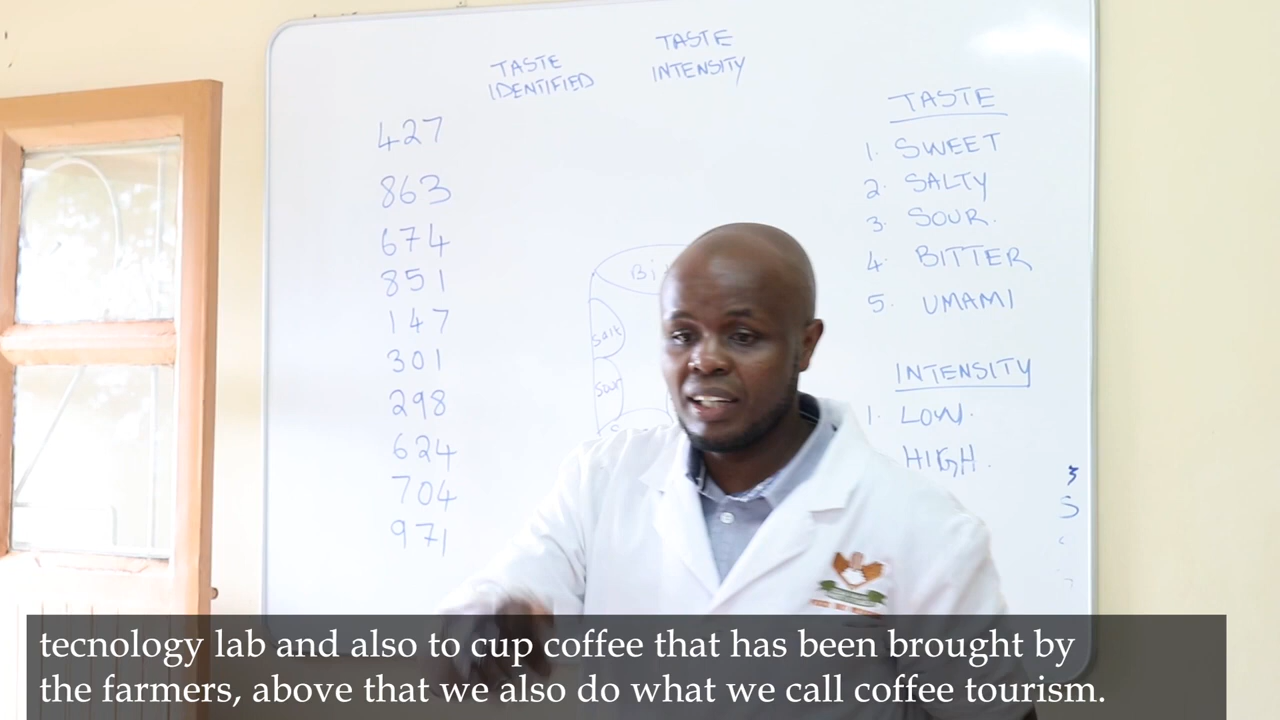 TASTE
IDENTIFIED
TASTE
INTENSITY
427
863
674
851
147
301
298
624
704
971
Salt
Sour
TASTE
1. SWEET
2. SALTY
3. SOUR.
4. BITTER
5. UMAMI
INTENSITY
1. LOW.
HIGH.
tecnology lab and also to cup coffee that has been brought by
the farmers, above that we also do what we call coffee tourism.